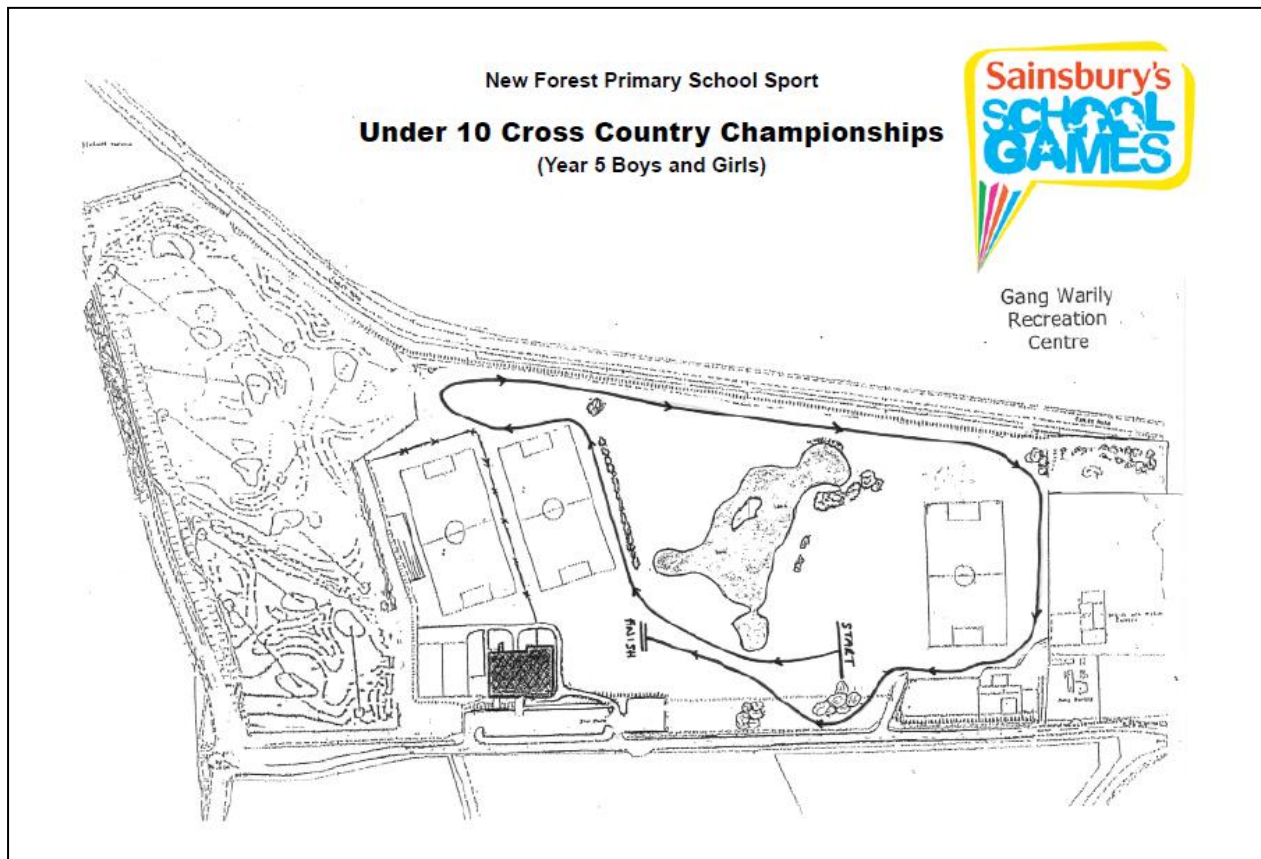 New Forest Primary School Sport
Under 10 Cross Country Championships
(Year 5 Boys and Girls)
Sainsbury's
SCHOOL
GAMES
Gang Warily
Recreation
Centre
FINISH
START